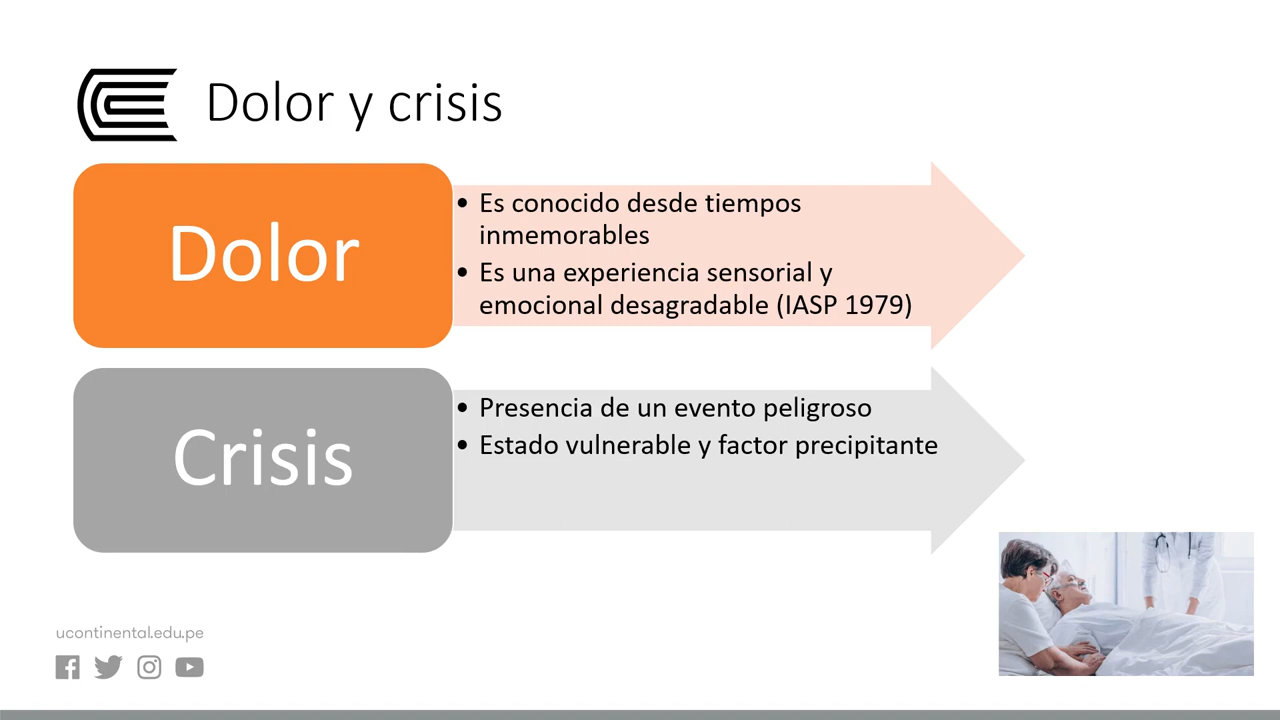 Dolor y crisis
Dolor
• Es conocido desde tiempos
inmemorables
• Es una experiencia sensorial y
emocional desagradable (IASP 1979)
Crisis
• Presencia de un evento peligroso
• Estado vulnerable y factor precipitante
ucontinental.edu.pe